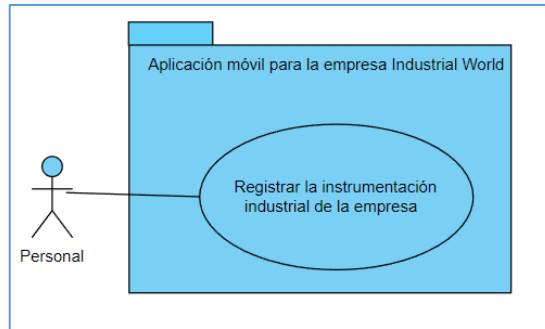 Aplicación móvil para la empresa Industrial World
Registrar la instrumentación
industrial de la empresa
Personal